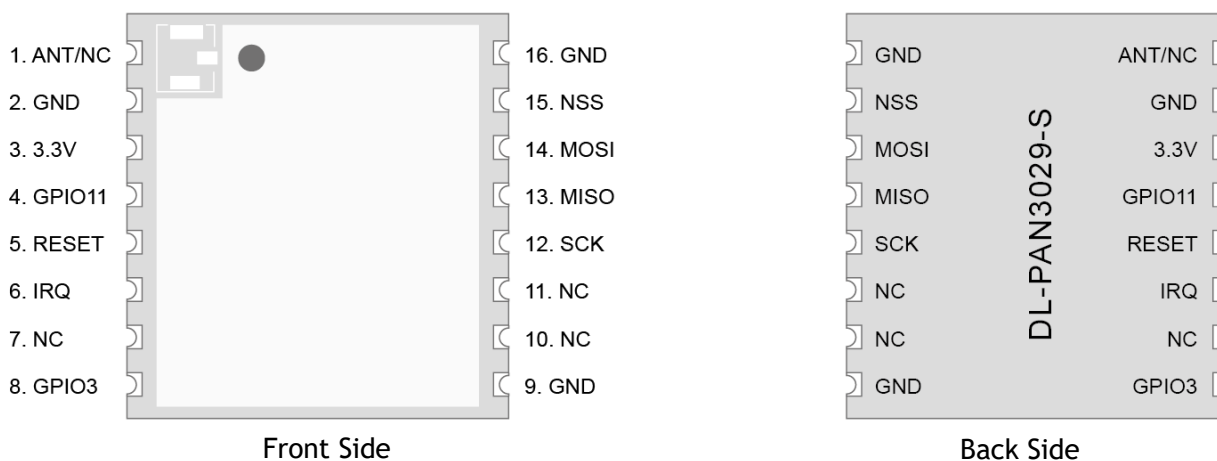 1. ANT/NC
2. GND
3. 3.3V
4. GPIO11
5. RESET
6. IRQ
7. NC
8. GPIO3
16. GND
15. NSS
14. MOSI
13. MISO
12. SCK
11. NC
10. NC
9. GND
Front Side
GND
NSS
MOSI
MISO
SCK
NC
NC
GND
DL-PAN3029-S
ANT/NC
GND
3.3V
GPIO11
RESET
IRQ
NC
GPIO3
Back Side